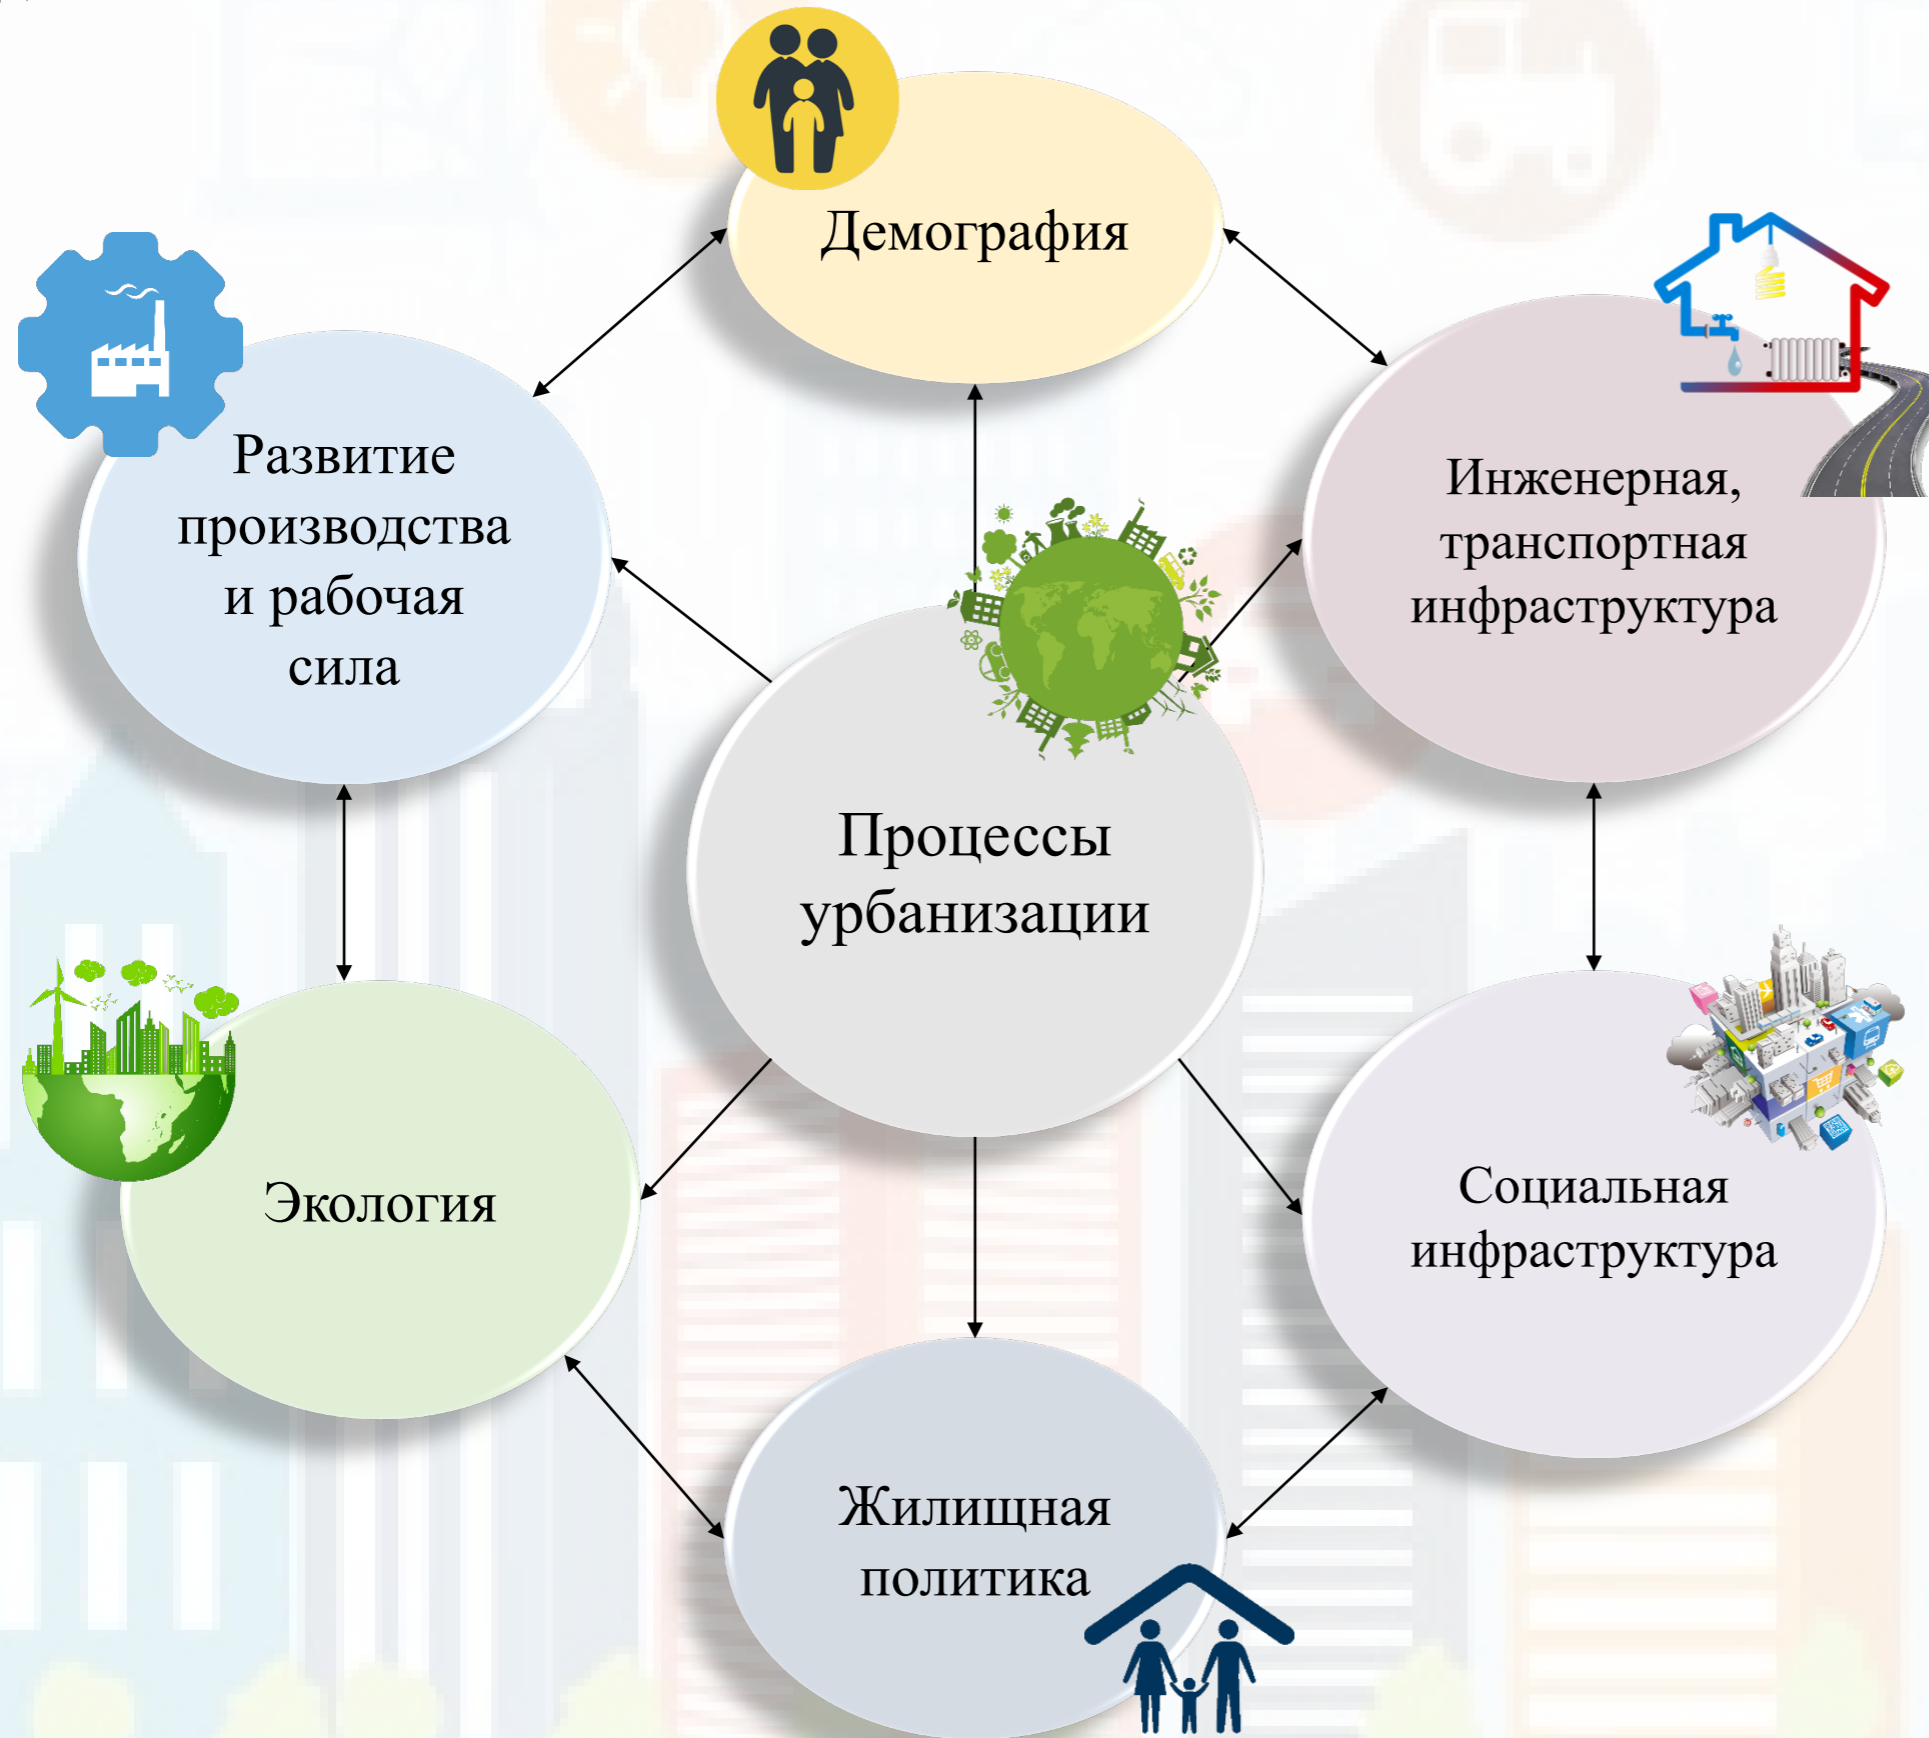 Демография
Развитие
производства
и рабочая
сила
Инженерная,
транспортная
инфраструктура
Процессы
урбанизации
Экология
Социальная
инфраструктура
Жилищная
политика